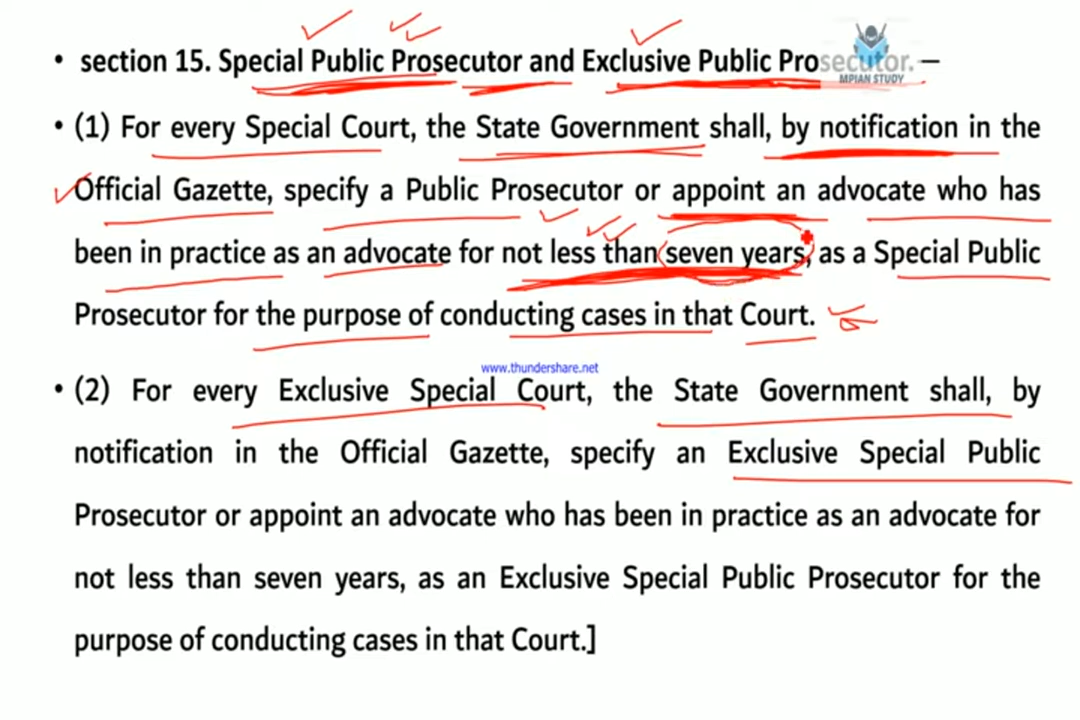 • section 15. Special Public Prosecutor and Exclusive Public Prosecutor. —
MPIAN STUDY
• (1) For every Special Court, the State Government shall, by notification in the
Official Gazette, specify a Public Prosecutor or appoint an advocate who has
been in practice as an advocate for not less than seven years, as a Special Public
Prosecutor for the purpose of conducting cases in that Court.
www.thundershare.net
• (2) For every Exclusive Special Court, the State Government shall, by
notification in the Official Gazette, specify an Exclusive Special Public
Prosecutor or appoint an advocate who has been in practice as an advocate for
not less than seven years, as an Exclusive Special Public Prosecutor for the
purpose of conducting cases in that Court.]